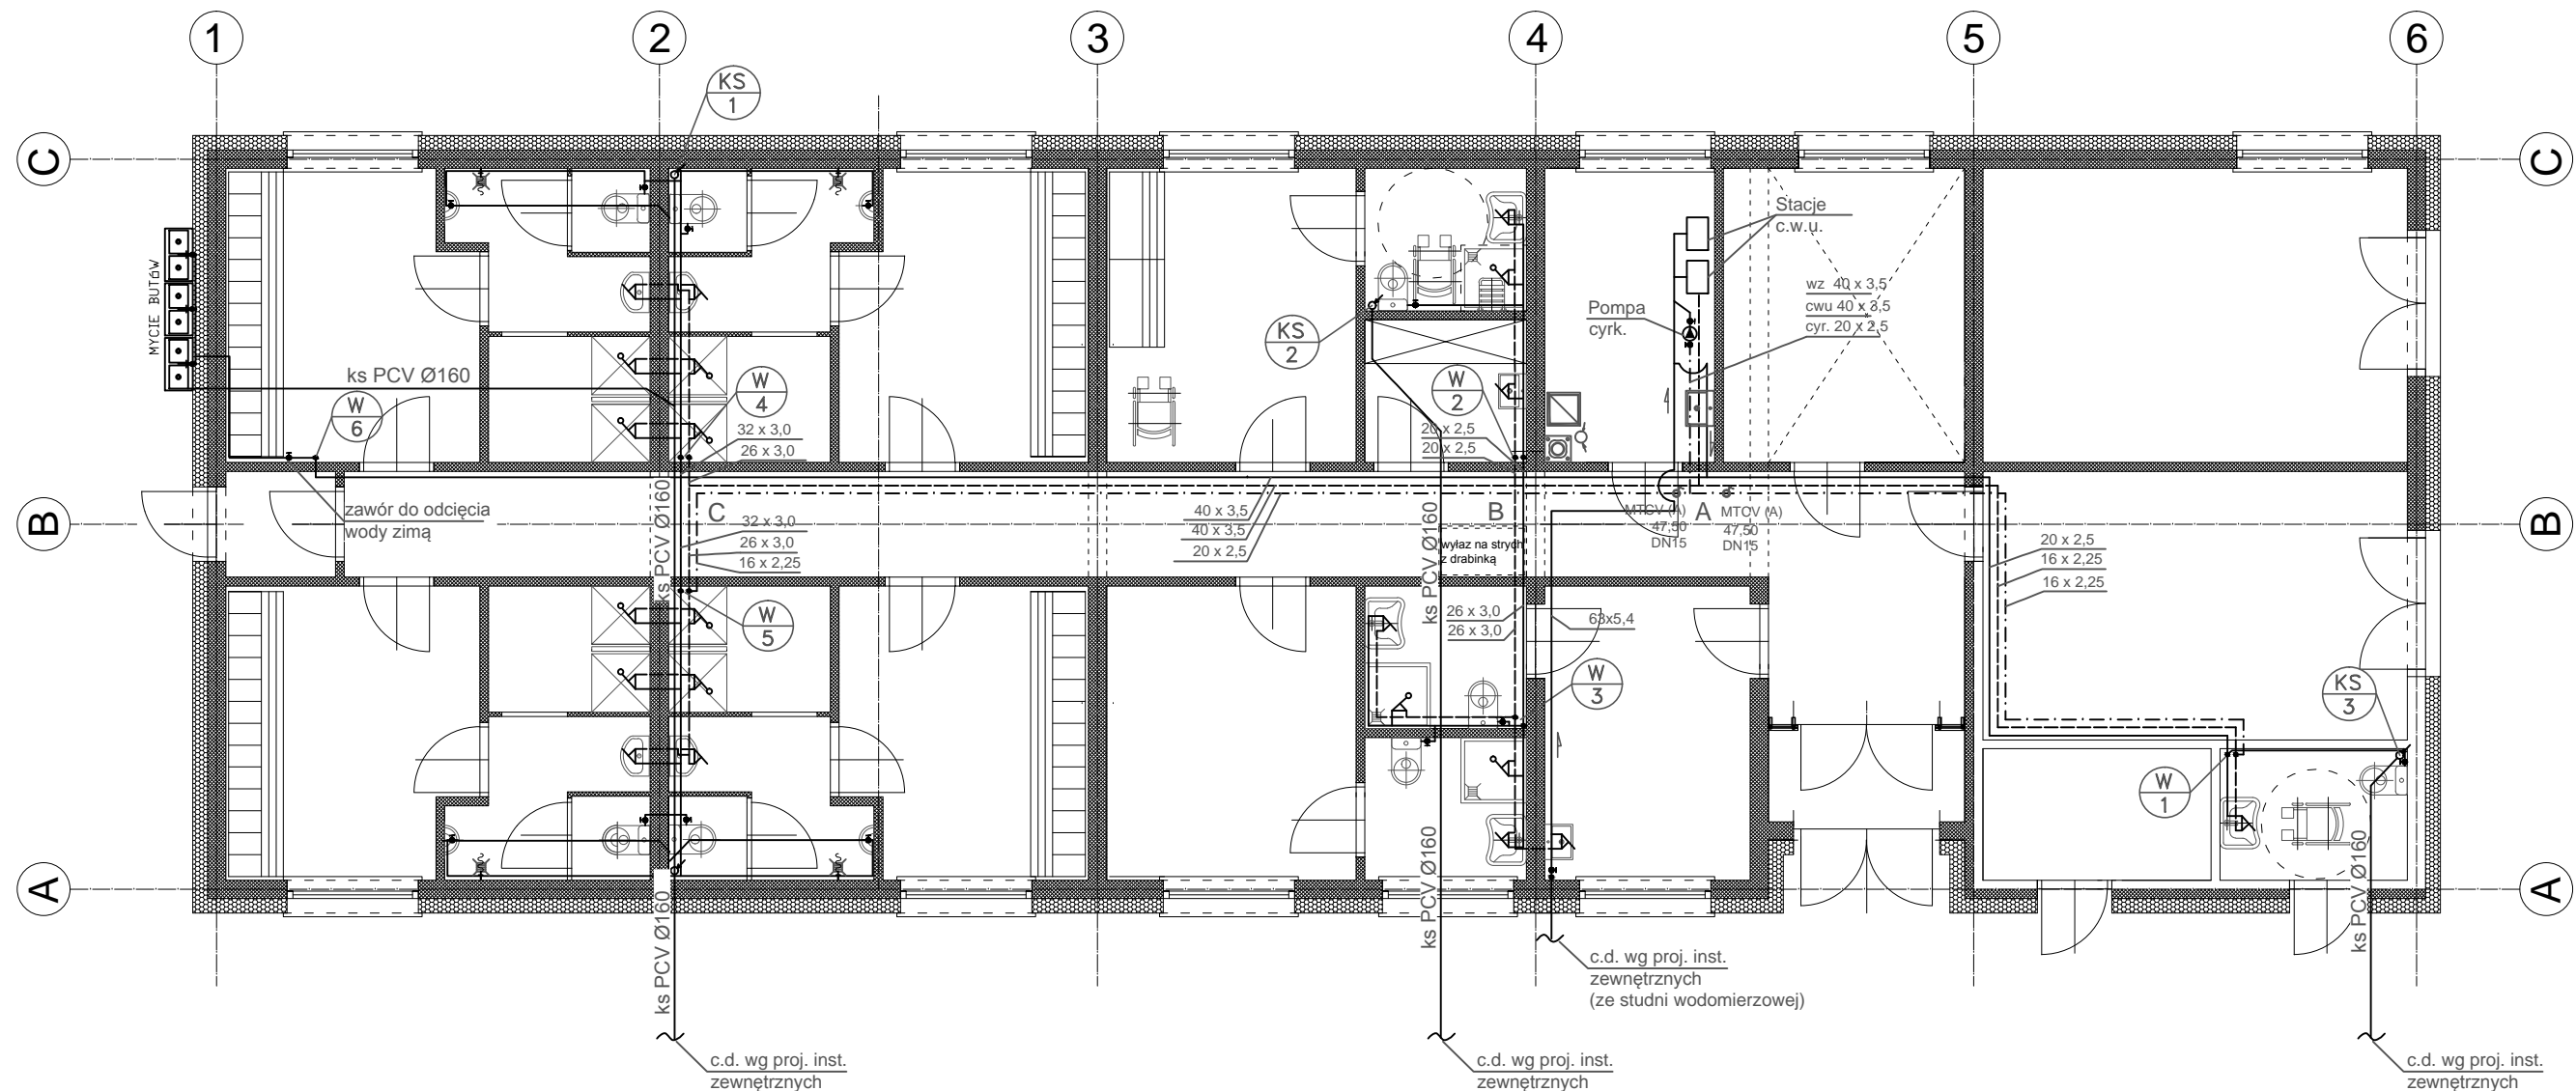 1
2
3
4
5
6
KS
1
C
C
MYCIE BUTÓW
Stacje
c.w.u.
wz 40 x 3,5
cwu 40 x 3,5
cyr. 20 x 2,5
Pompa
cyrk.
KS
2
ks PCV Ø160
W
4
W
2
W
6
32 x 3,0
26 x 3,0
20 x 2,5
20 x 2,5
zawór do odcięcia
wody zimą
B
B
ks PCV Ø160
C
32 x 3,0
26 x 3,0
16 x 2,25
40 x 3,5
40 x 3,5
20 x 2,5
ks PCV Ø160
B
wyłaz na strych
z drabinką
MTCV (A)
47,50
DN15
A
MTCV (A)
47,50
DN15
20 x 2,5
16 x 2,25
16 x 2,25
W
5
26 x 3,0
26 x 3,0
63x5,4
W
3
KS
3
W
1
A
A
ks PCV Ø160
ks PCV Ø160
ks PCV Ø160
c.d. wg proj. inst.
zewnętrznych
(ze studni wodomierzowej)
c.d. wg proj. inst.
zewnętrznych
c.d. wg proj. inst.
zewnętrznych
c.d. wg proj. inst.
zewnętrznych